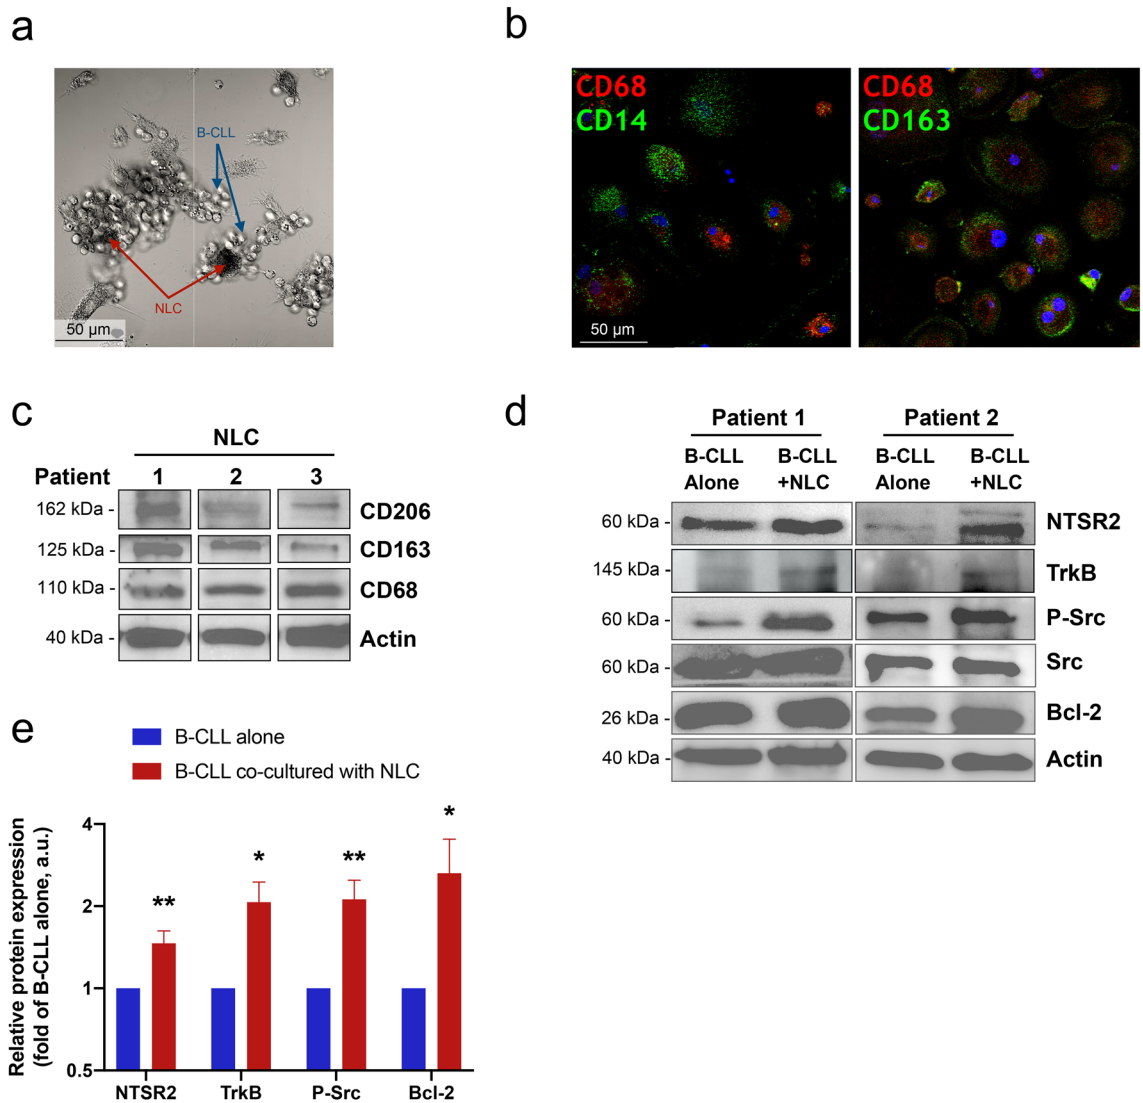 a
B-CLL
NLC
50 µm
b
CD68
CD14
50 µm
CD68
CD163
c
NLC
Patient 1 2 3
162 kDa - CD206
125 kDa - CD163
110 kDa - CD68
40 kDa - Actin
d
Patient 1 Patient 2
B-CLL B-CLL B-CLL B-CLL
Alone +NLC Alone +NLC
60 kDa - NTSR2
145 kDa - TrkB
60 kDa - P-Src
60 kDa - Src
26 kDa - Bcl-2
40 kDa - Actin
e
B-CLL alone
B-CLL co-cultured with NLC
Relative protein expression
(fold of B-CLL alone, a.u.)
4
2
1
0.5
** * ** *
NTSR2 TrkB P-Src Bcl-2